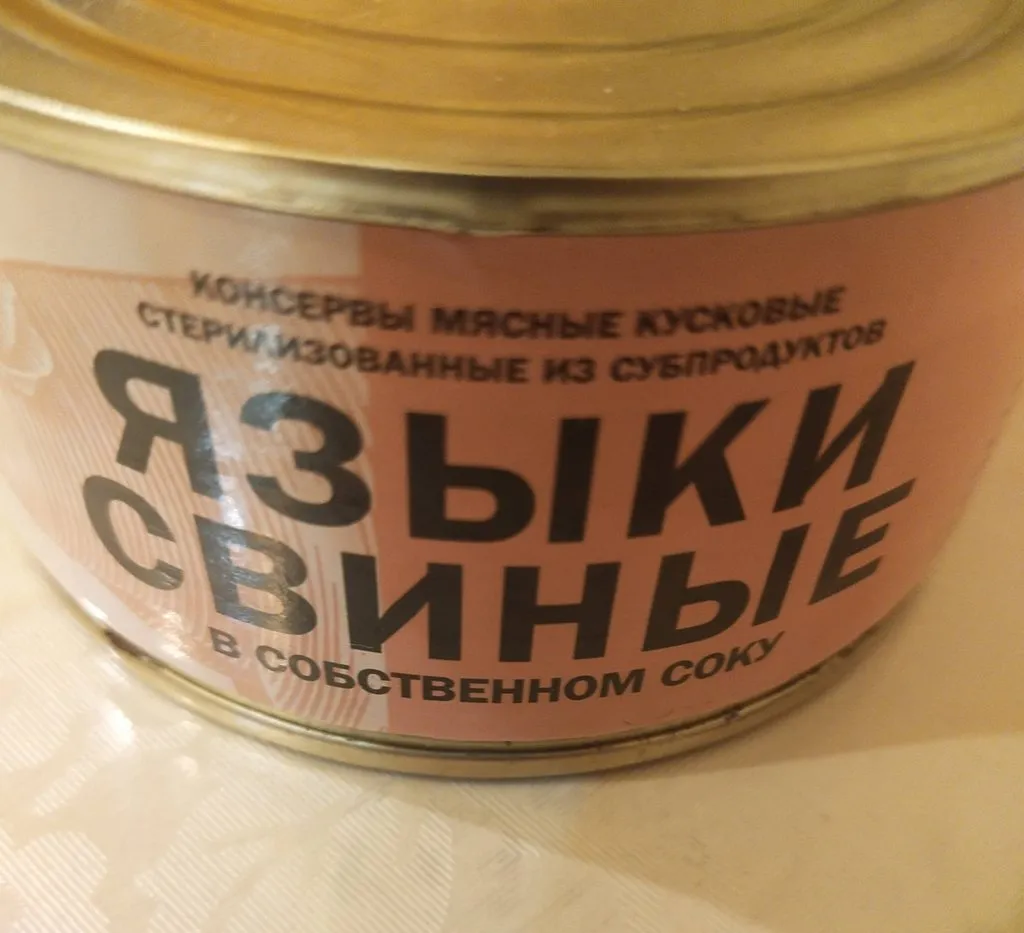 КОНСЕРВЫ МЯСНЫЕ КУСКОВЫЕ
СТЕРИЛИЗОВАННЫЕ ИЗ СУБПРОДУКТОВ
ЯЗЫКИ
СВИНЫЕ
В СОБСТВЕННОМ СОКУ